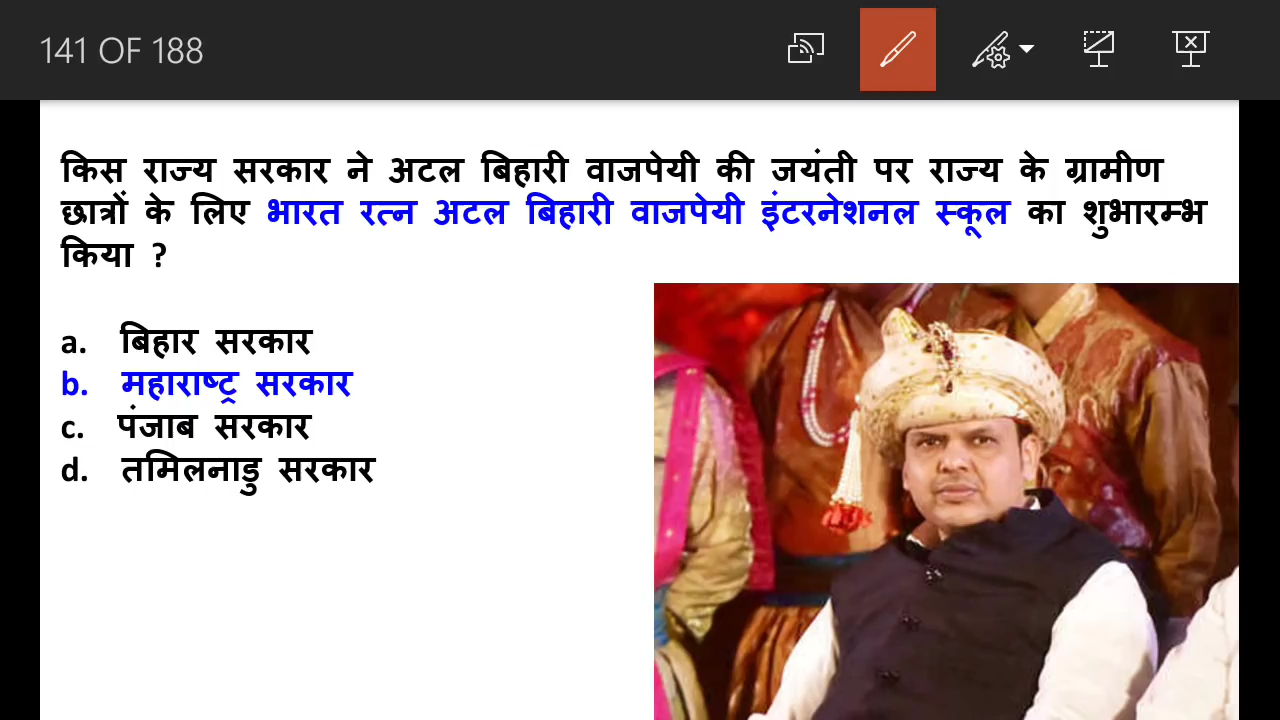 141 OF 188
किस राज्य सरकार ने अटल बिहारी वाजपेयी की जयंती पर राज्य के ग्रामीण
छात्रों के लिए भारत रत्न अटल बिहारी वाजपेयी इंटरनेशनल स्कूल का शुभारम्भ
किया ?
a. बिहार सरकार
b. महाराष्ट्र सरकार
c. पंजाब सरकार
d. तमिलनाडु सरकार